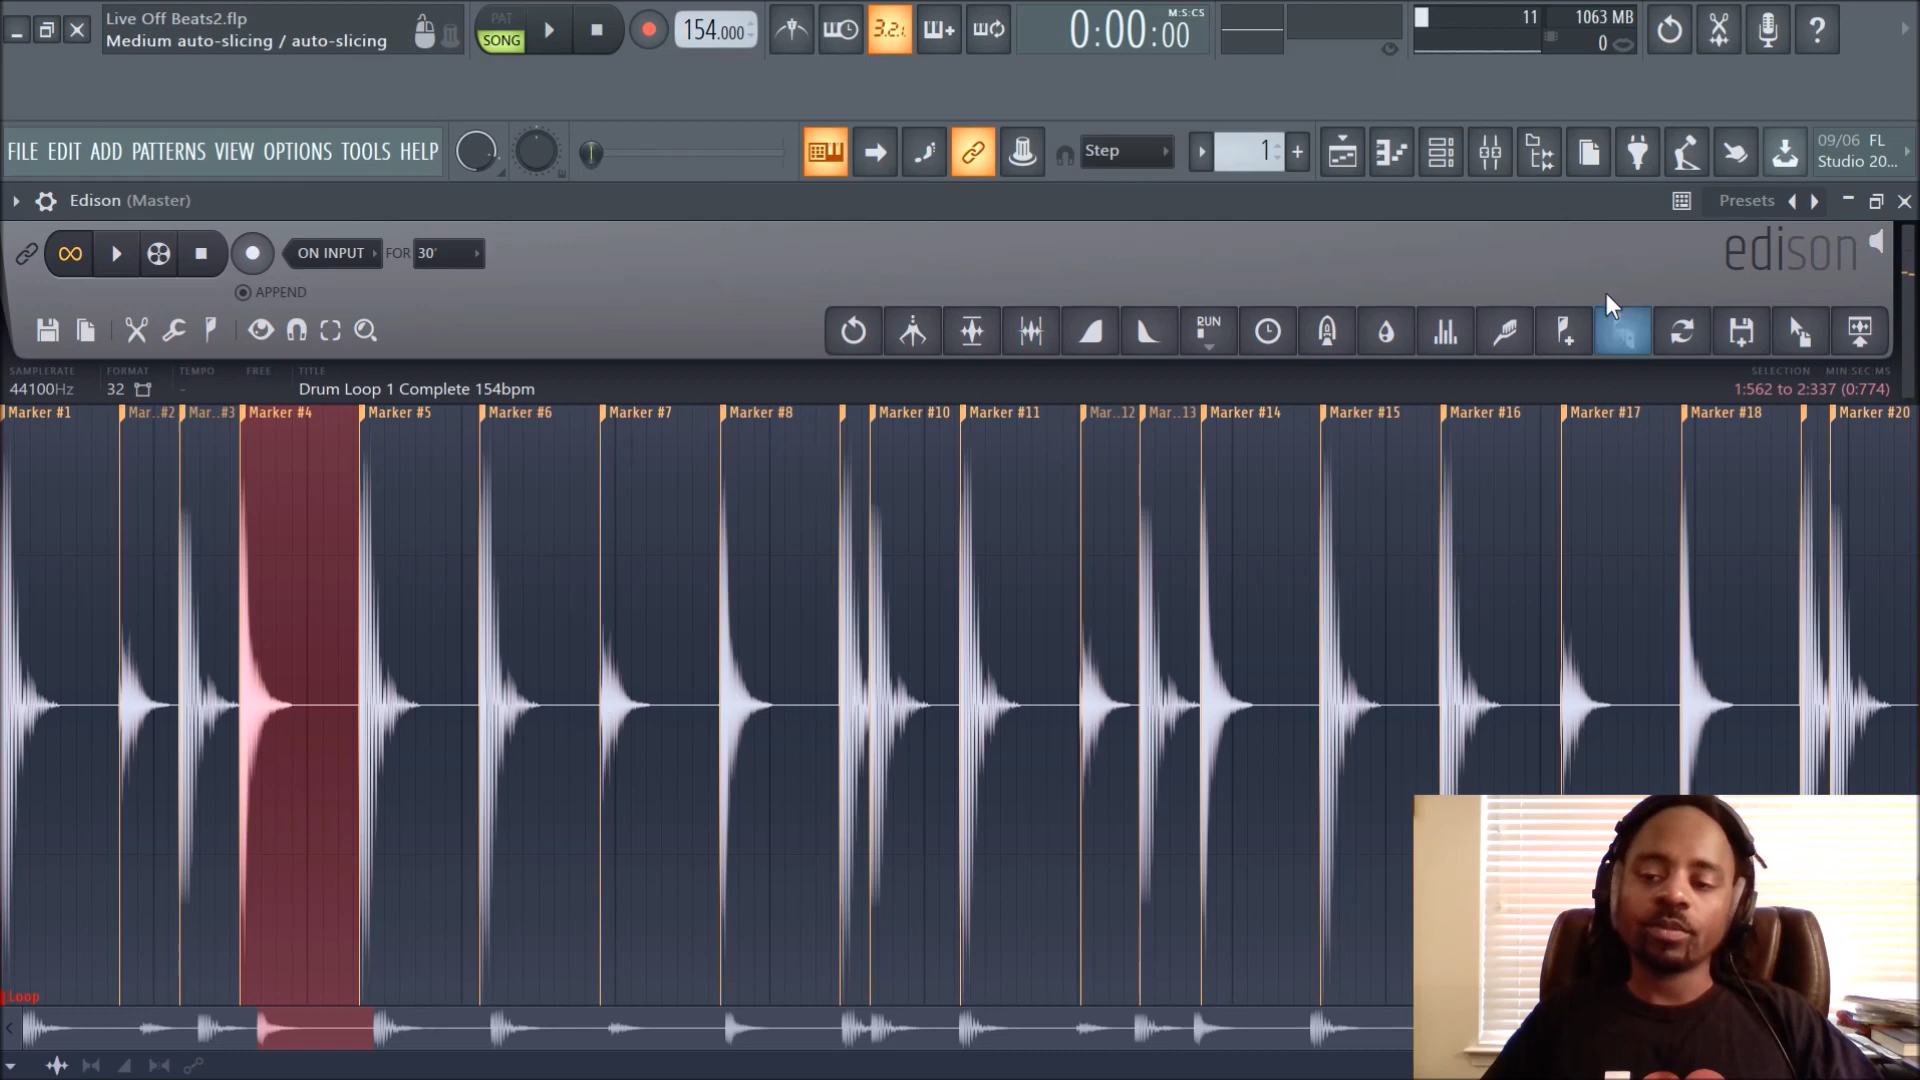 Live Off Beats2.flp
Medium auto-slicing / auto-slicing
PAT
SONG
154.000
3.2.
0:00:00
M:S:CS
11
1063 MB
0
?
FILE EDIT ADD PATTERNS VIEW OPTIONS TOOLS HELP
Step
1
+
09/06 FL
Studio 20...
Edison (Master)
Presets
ON INPUT
FOR
30'
APPEND
edison
RUN
SAMPLERATE
44100Hz
FORMAT
32
TEMPO
-
FREE
TITLE
Drum Loop 1 Complete 154bpm
SELECTION MIN:SEC:MS
1:562 to 2:337 (0:774)
Marker #1
Mar..#2
Mar..#3
Marker #4
Marker #5
Marker #6
Marker #7
Marker #8
Marker #10
Marker #11
Mar..12
Mar..13
Marker #14
Marker #15
Marker #16
Marker #17
Marker #18
Marker #20
Loop